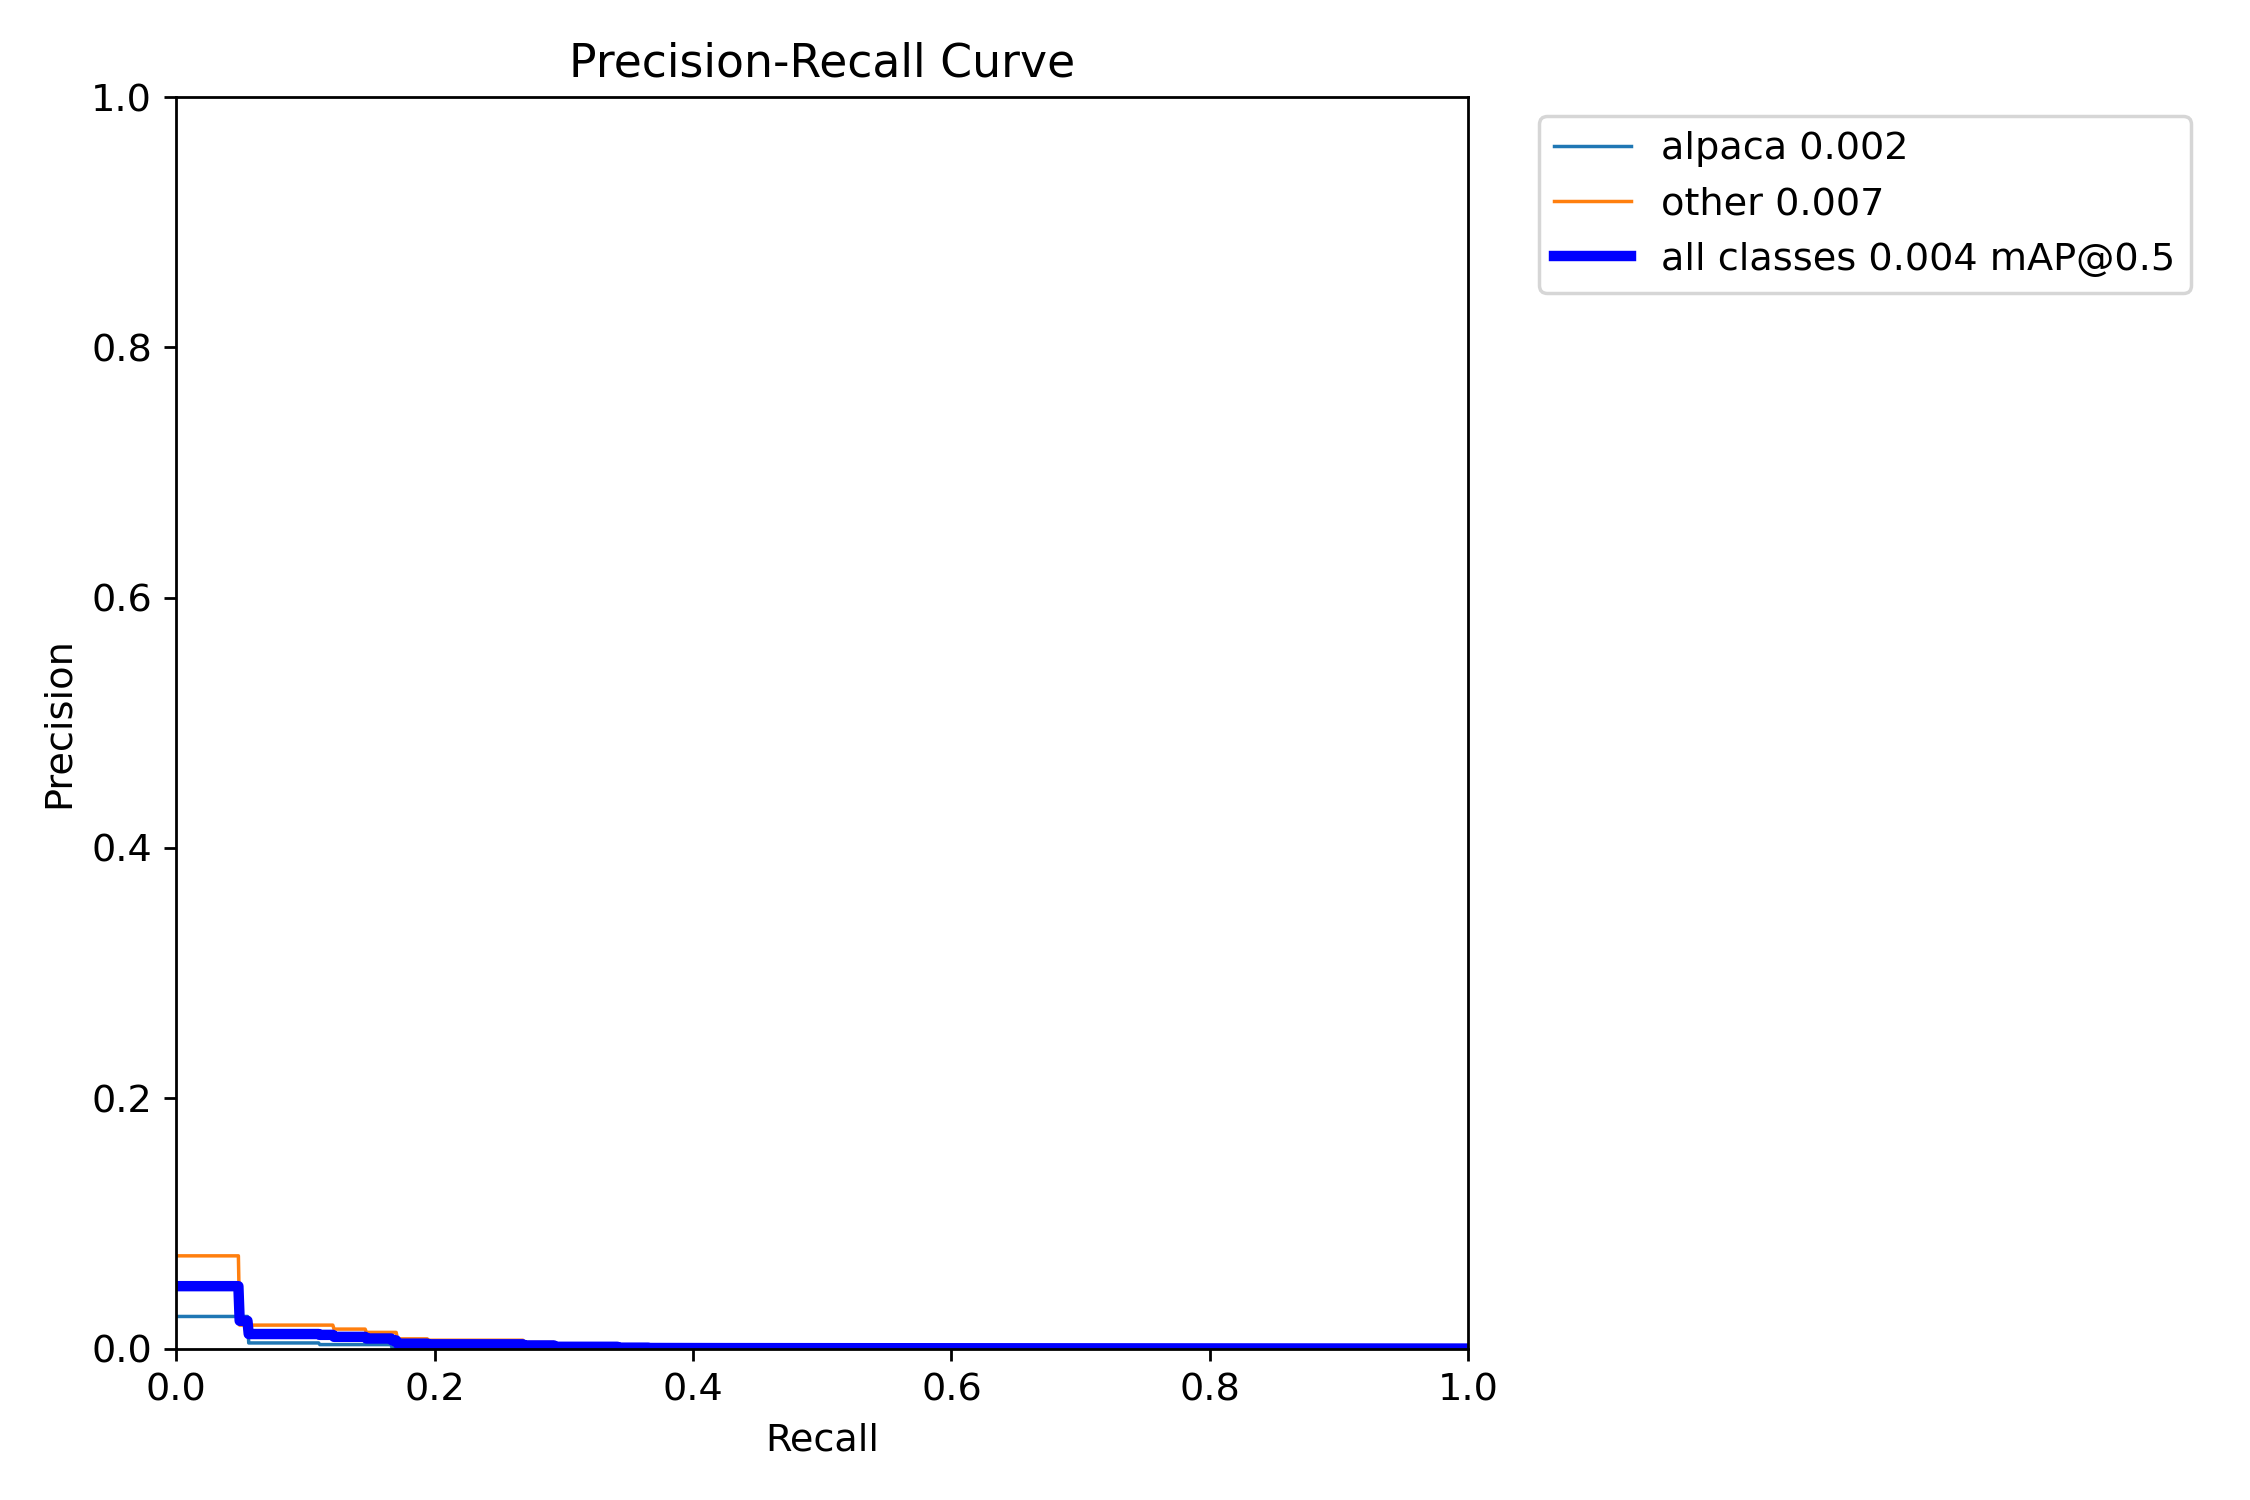 Precision-Recall Curve
1.0
0.8
0.6
0.4
0.2
0.0
Precision
0.0 0.2 0.4 0.6 0.8 1.0
Recall
alpaca 0.002
other 0.007
all classes 0.004 mAP@0.5